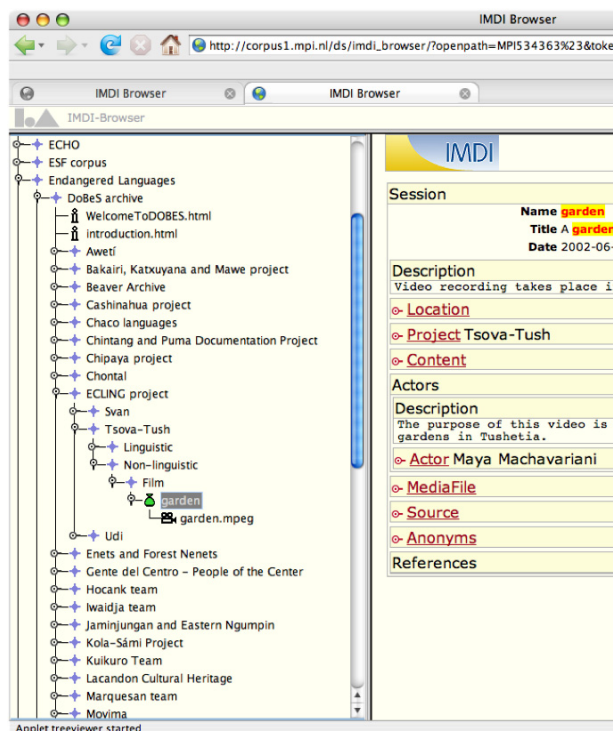 IMDI Browser
http://corpus1.mpi.nl/ds/imdi_browser/?openpath=MPI534363%23&toke
IMDI Browser
IMDI Browser
IMDI-Browser
ECHO
ESF corpus
Endangered Languages
DoBeS archive
WelcomeToDOBES.html
introduction.html
Awetí
Bakairi, Katxuyana and Mawe project
Beaver Archive
Cashinahua project
Chaco languages
Chintang and Puma Documentation Project
Chipaya project
Chontal
ECLING project
Svan
Tsova-Tush
Linguistic
Non-linguistic
Film
garden
garden.mpeg
Udi
Enets and Forest Nenets
Gente del Centro - People of the Center
Hocank team
Iwaidja team
Jaminjungan and Eastern Ngumpin
Kola-Sámi Project
Kuikuro Team
Lacandon Cultural Heritage
Marquesan team
Movima
Applet treeviewer started
IMDI
Session
Name garden
Title A garden
Date 2002-06-
Description
Video recording takes place i
Location
Project Tsova-Tush
Content
Actors
Description
The purpose of this video is
gardens in Tushetia.
Actor Maya Machavariani
MediaFile
Source
Anonyms
References